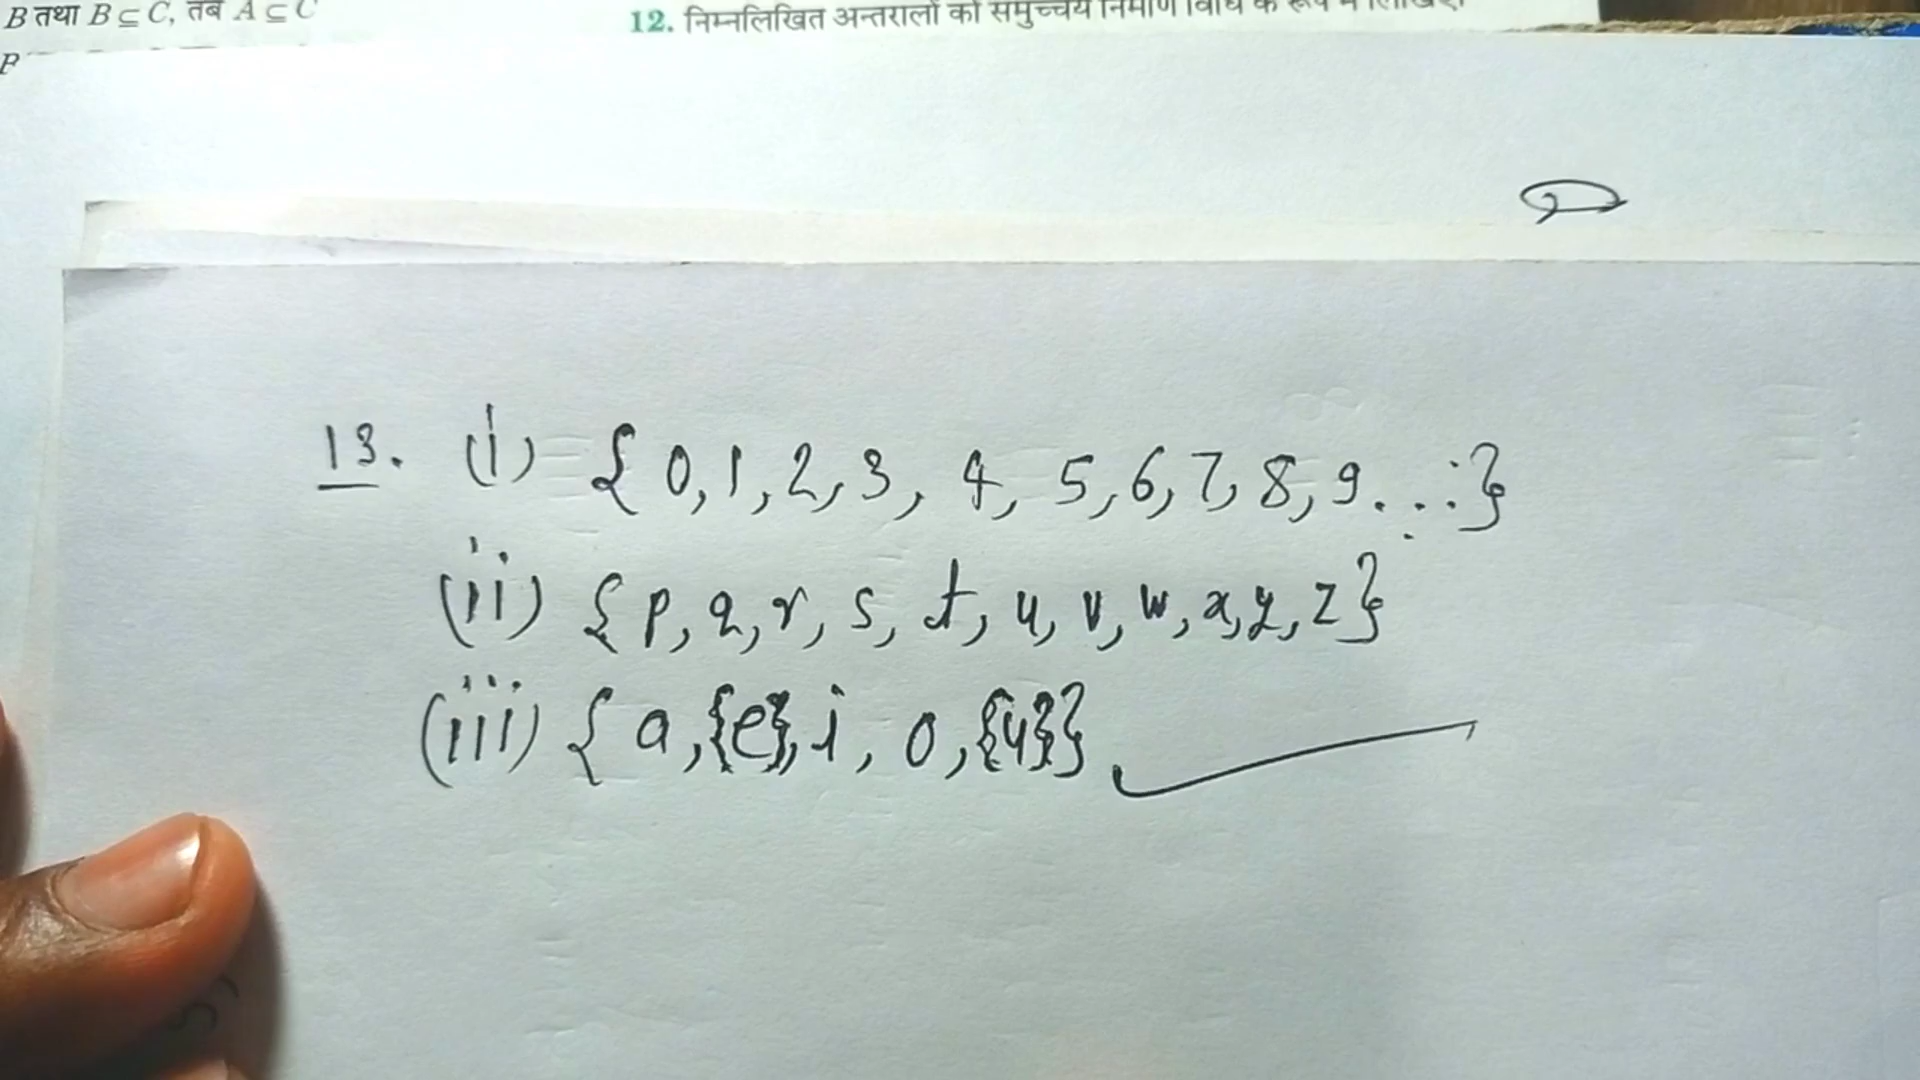 B तथा B ⊆ C, तब A ⊆ C
12. निम्नलिखित अन्तरालों को समुच्चय निर्माण विधि के रूप में लिखिए
13. (i) { 0, 1, 2, 3, 4, 5, 6, 7, 8, 9...}
(ii) { p, q, r, s, t, u, v, w, x, y, z}
(iii) { a, {e}, i, o, {u}}